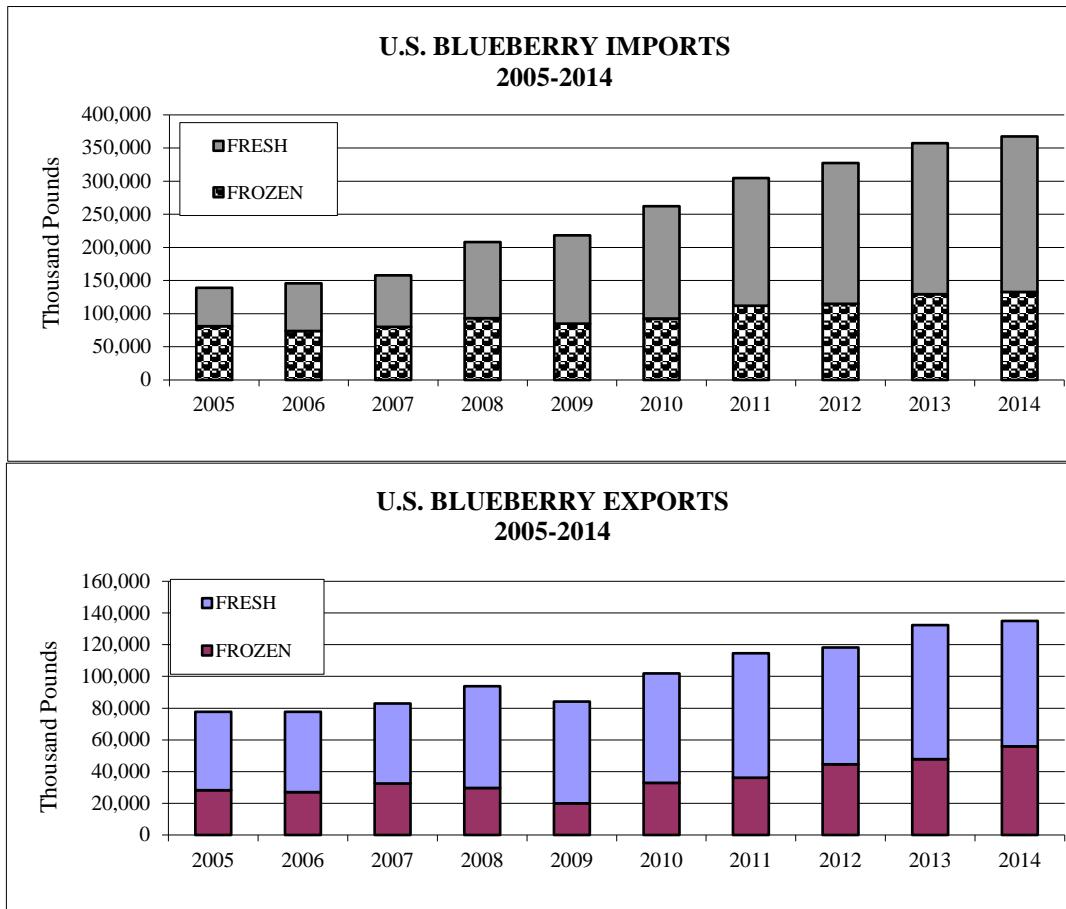 U.S. BLUEBERRY IMPORTS
2005-2014
Thousand Pounds
400,000
350,000
300,000
250,000
200,000
150,000
100,000
50,000
0
FRESH
FROZEN
2005 2006 2007 2008 2009 2010 2011 2012 2013 2014
U.S. BLUEBERRY EXPORTS
2005-2014
Thousand Pounds
160,000
140,000
120,000
100,000
80,000
60,000
40,000
20,000
0
FRESH
FROZEN
2005 2006 2007 2008 2009 2010 2011 2012 2013 2014